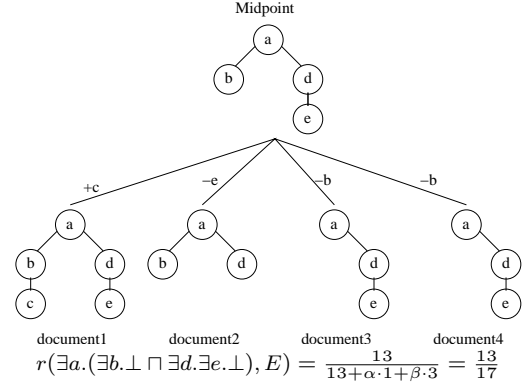 Midpoint
a
b d
e
+c −e −b −b
a a a a
b d b d d d
c e e e
document1 document2 document3 document4
r(∃a.(∃b.⊥ ⊓ ∃d.∃e.⊥), E) = 13/(13+α·1+β·3) = 13/17